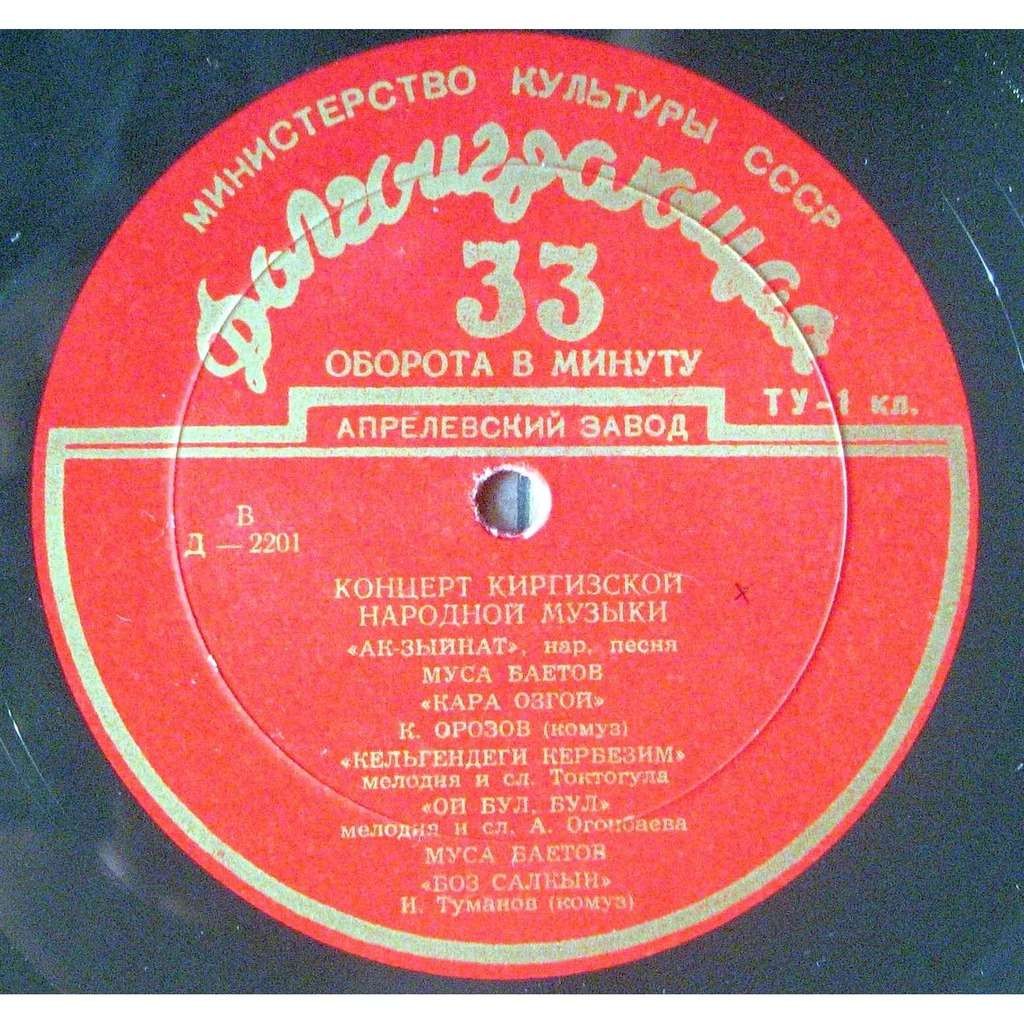 МИНИСТЕРСТВО КУЛЬТУРЫ СССР
Долгоиграющая
33
ОБОРОТА В МИНУТУ
ТУ-1 кл.
АПРЕЛЕВСКИЙ ЗАВОД
В
Д — 2201
КОНЦЕРТ КИРГИЗСКОЙ
НАРОДНОЙ МУЗЫКИ
«АК-ЗЫЙНАТ», нар. песня
МУСА БАЕТОВ
«КАРА ОЗГОЙ»
К. ОРОЗОВ (комуз)
«КЕЛЬГЕНДЕГИ КЕРБЕЗИМ»
мелодия и сл. Токтогула
«ОЙ БУЛ, БУЛ»
мелодия и сл. А. Огонбаева
МУСА БАЕТОВ
«БОЗ САЛКЫН»
И. Туманов (комуз)